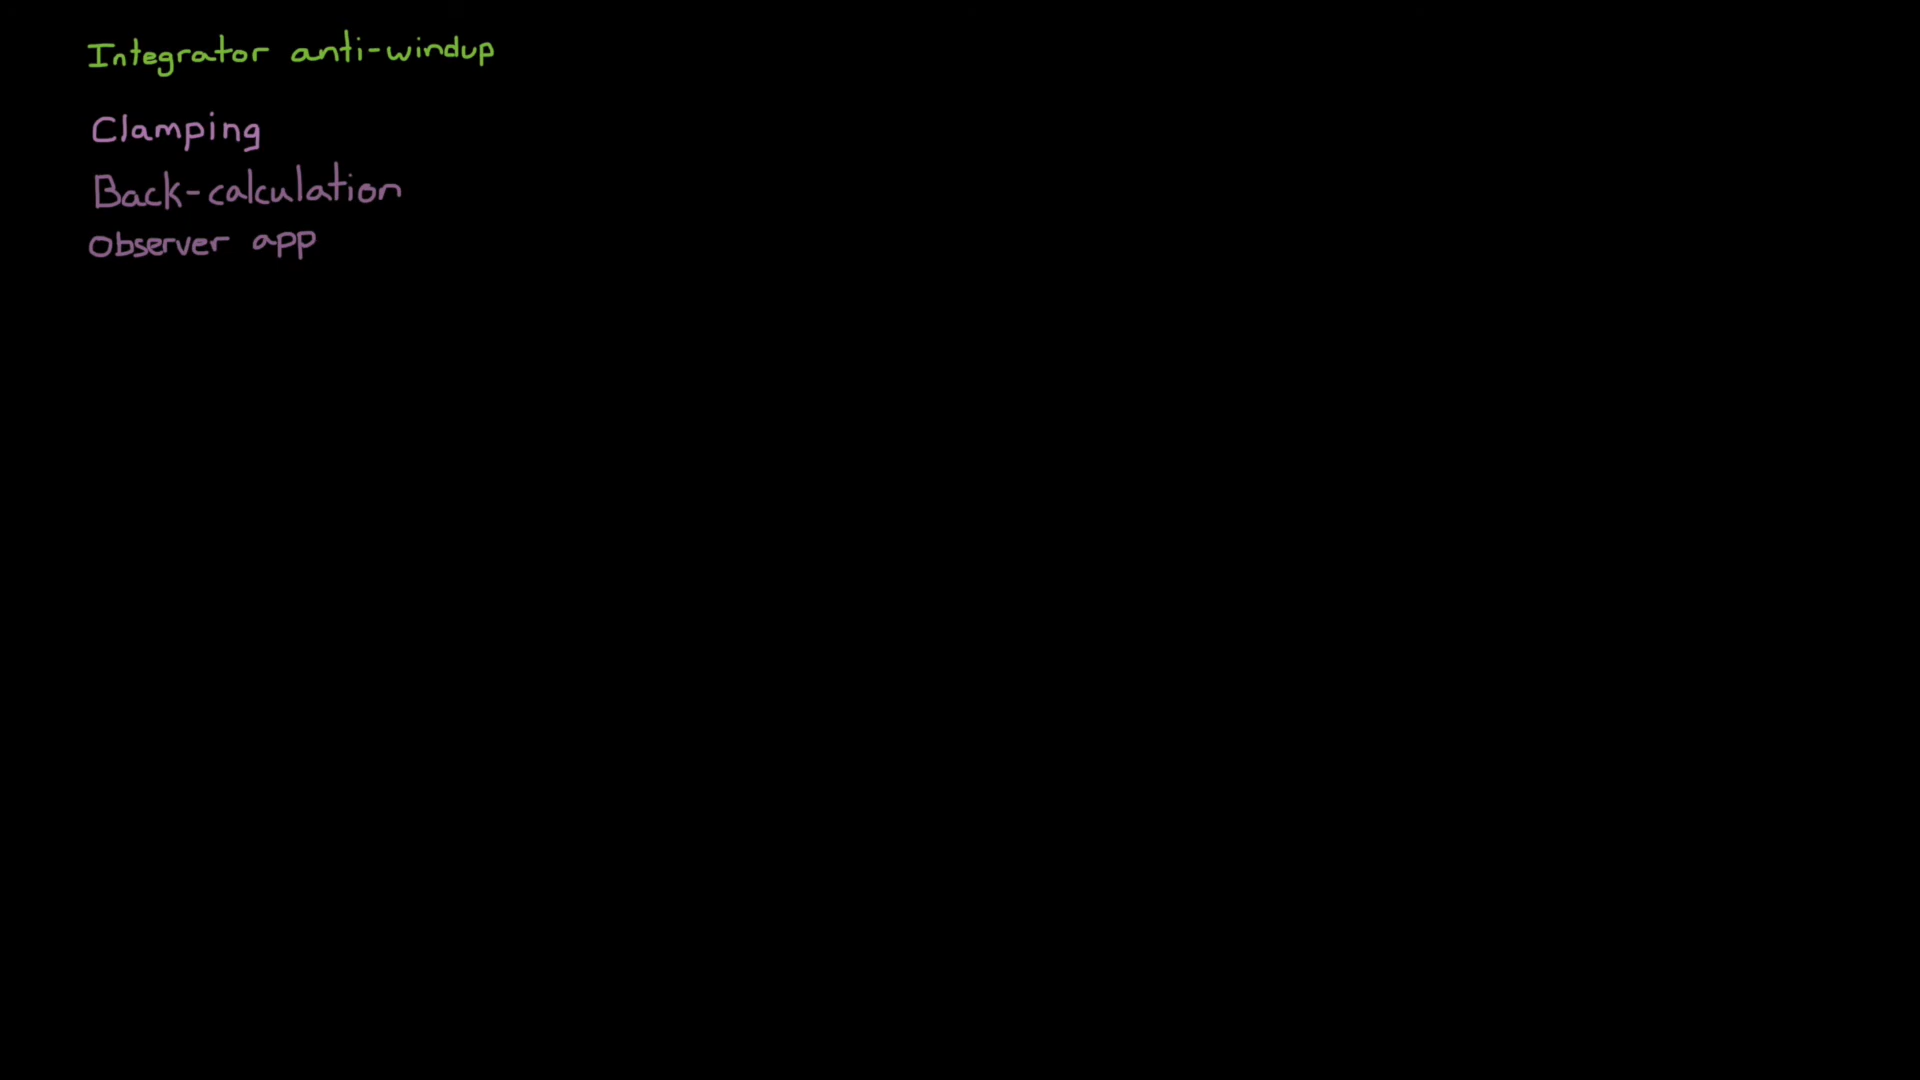 Integrator anti-windup
Clamping
Back-calculation
Observer app